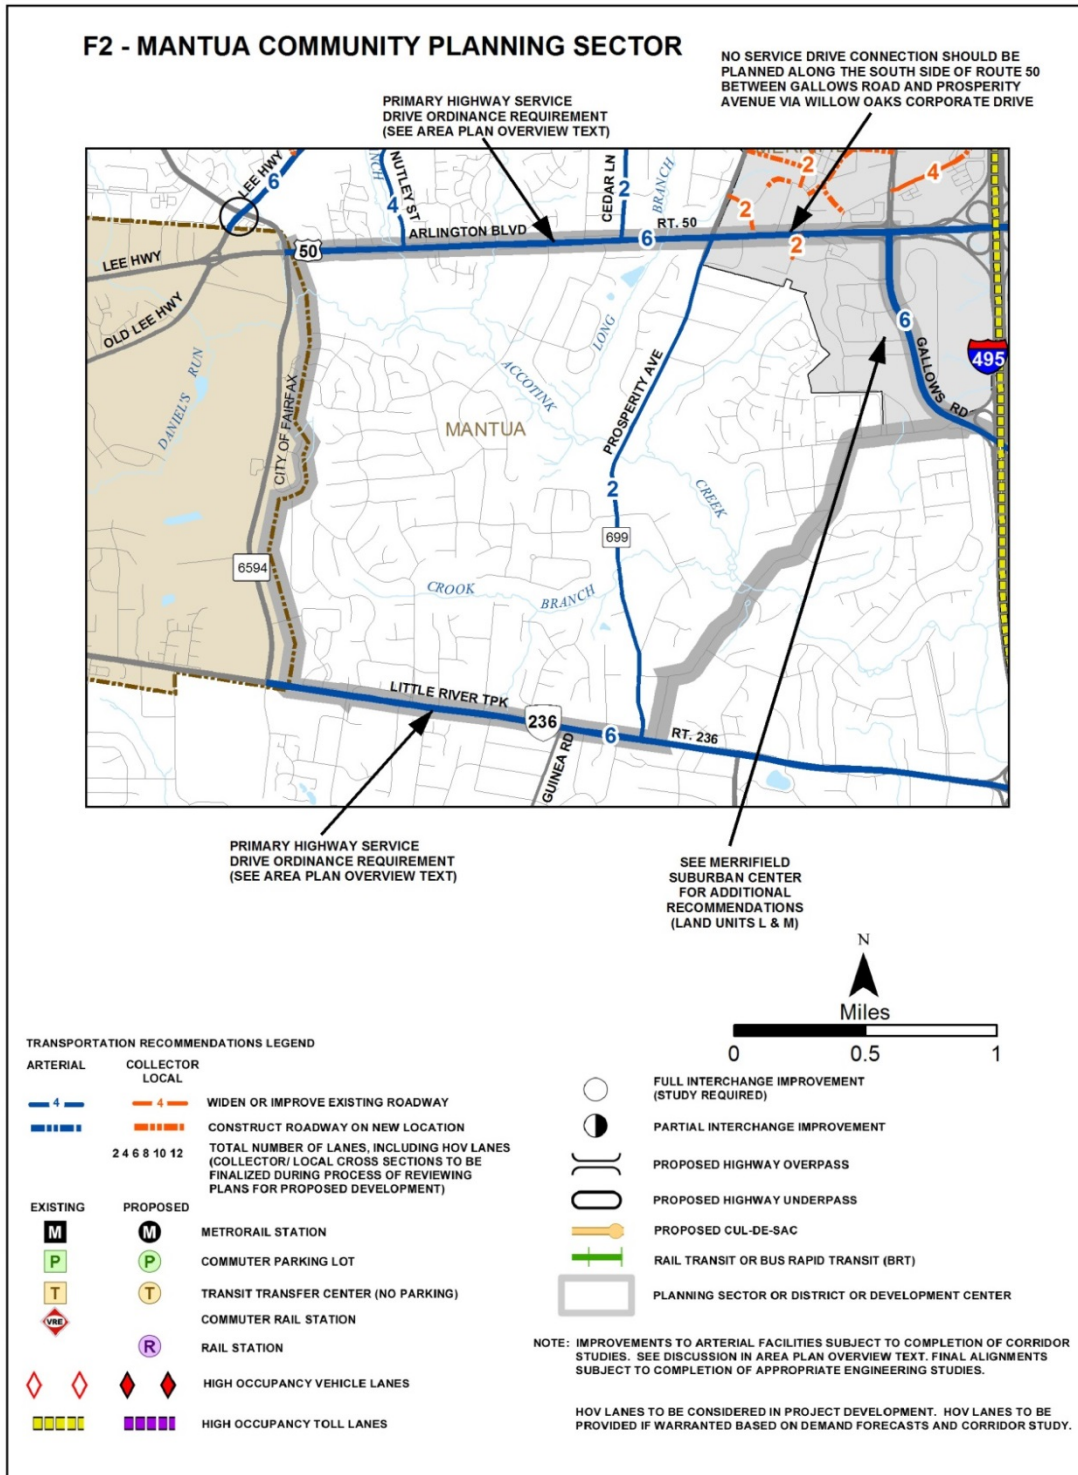 F2 - MANTUA COMMUNITY PLANNING SECTOR
NO SERVICE DRIVE CONNECTION SHOULD BE
PLANNED ALONG THE SOUTH SIDE OF ROUTE 50
BETWEEN GALLOWS ROAD AND PROSPERITY
AVENUE VIA WILLOW OAKS CORPORATE DRIVE
PRIMARY HIGHWAY SERVICE
DRIVE ORDINANCE REQUIREMENT
(SEE AREA PLAN OVERVIEW TEXT)
LEE HWY
6
NUTLEY ST
4
CEDAR LN
2
BRANCH
2
2
4
2
ARLINGTON BLVD
6
RT. 50
50
LEE HWY
OLD LEE HWY
DANIEL'S RUN
CITY OF FAIRFAX
ACCOTINK
LONG
MANTUA
PROSPERITY AVE
6
GALLOWS RD
495
2
CREEK
699
6594
CROOK
BRANCH
LITTLE RIVER TPK
236
6
RT. 236
GUINEA RD
PRIMARY HIGHWAY SERVICE
DRIVE ORDINANCE REQUIREMENT
(SEE AREA PLAN OVERVIEW TEXT)
SEE MERRIFIELD
SUBURBAN CENTER
FOR ADDITIONAL
RECOMMENDATIONS
(LAND UNITS L & M)
N
Miles
0 0.5 1
TRANSPORTATION RECOMMENDATIONS LEGEND
ARTERIAL COLLECTOR
LOCAL
4 4 WIDEN OR IMPROVE EXISTING ROADWAY
CONSTRUCT ROADWAY ON NEW LOCATION
2 4 6 8 10 12 TOTAL NUMBER OF LANES, INCLUDING HOV LANES
(COLLECTOR/ LOCAL CROSS SECTIONS TO BE
FINALIZED DURING PROCESS OF REVIEWING
PLANS FOR PROPOSED DEVELOPMENT)
EXISTING PROPOSED
M M METRORAIL STATION
P P COMMUTER PARKING LOT
T T TRANSIT TRANSFER CENTER (NO PARKING)
VRE COMMUTER RAIL STATION
R RAIL STATION
HIGH OCCUPANCY VEHICLE LANES
HIGH OCCUPANCY TOLL LANES
FULL INTERCHANGE IMPROVEMENT
(STUDY REQUIRED)
PARTIAL INTERCHANGE IMPROVEMENT
PROPOSED HIGHWAY OVERPASS
PROPOSED HIGHWAY UNDERPASS
PROPOSED CUL-DE-SAC
RAIL TRANSIT OR BUS RAPID TRANSIT (BRT)
PLANNING SECTOR OR DISTRICT OR DEVELOPMENT CENTER
NOTE: IMPROVEMENTS TO ARTERIAL FACILITIES SUBJECT TO COMPLETION OF CORRIDOR
STUDIES. SEE DISCUSSION IN AREA PLAN OVERVIEW TEXT. FINAL ALIGNMENTS
SUBJECT TO COMPLETION OF APPROPRIATE ENGINEERING STUDIES.
HOV LANES TO BE CONSIDERED IN PROJECT DEVELOPMENT. HOV LANES TO BE
PROVIDED IF WARRANTED BASED ON DEMAND FORECASTS AND CORRIDOR STUDY.